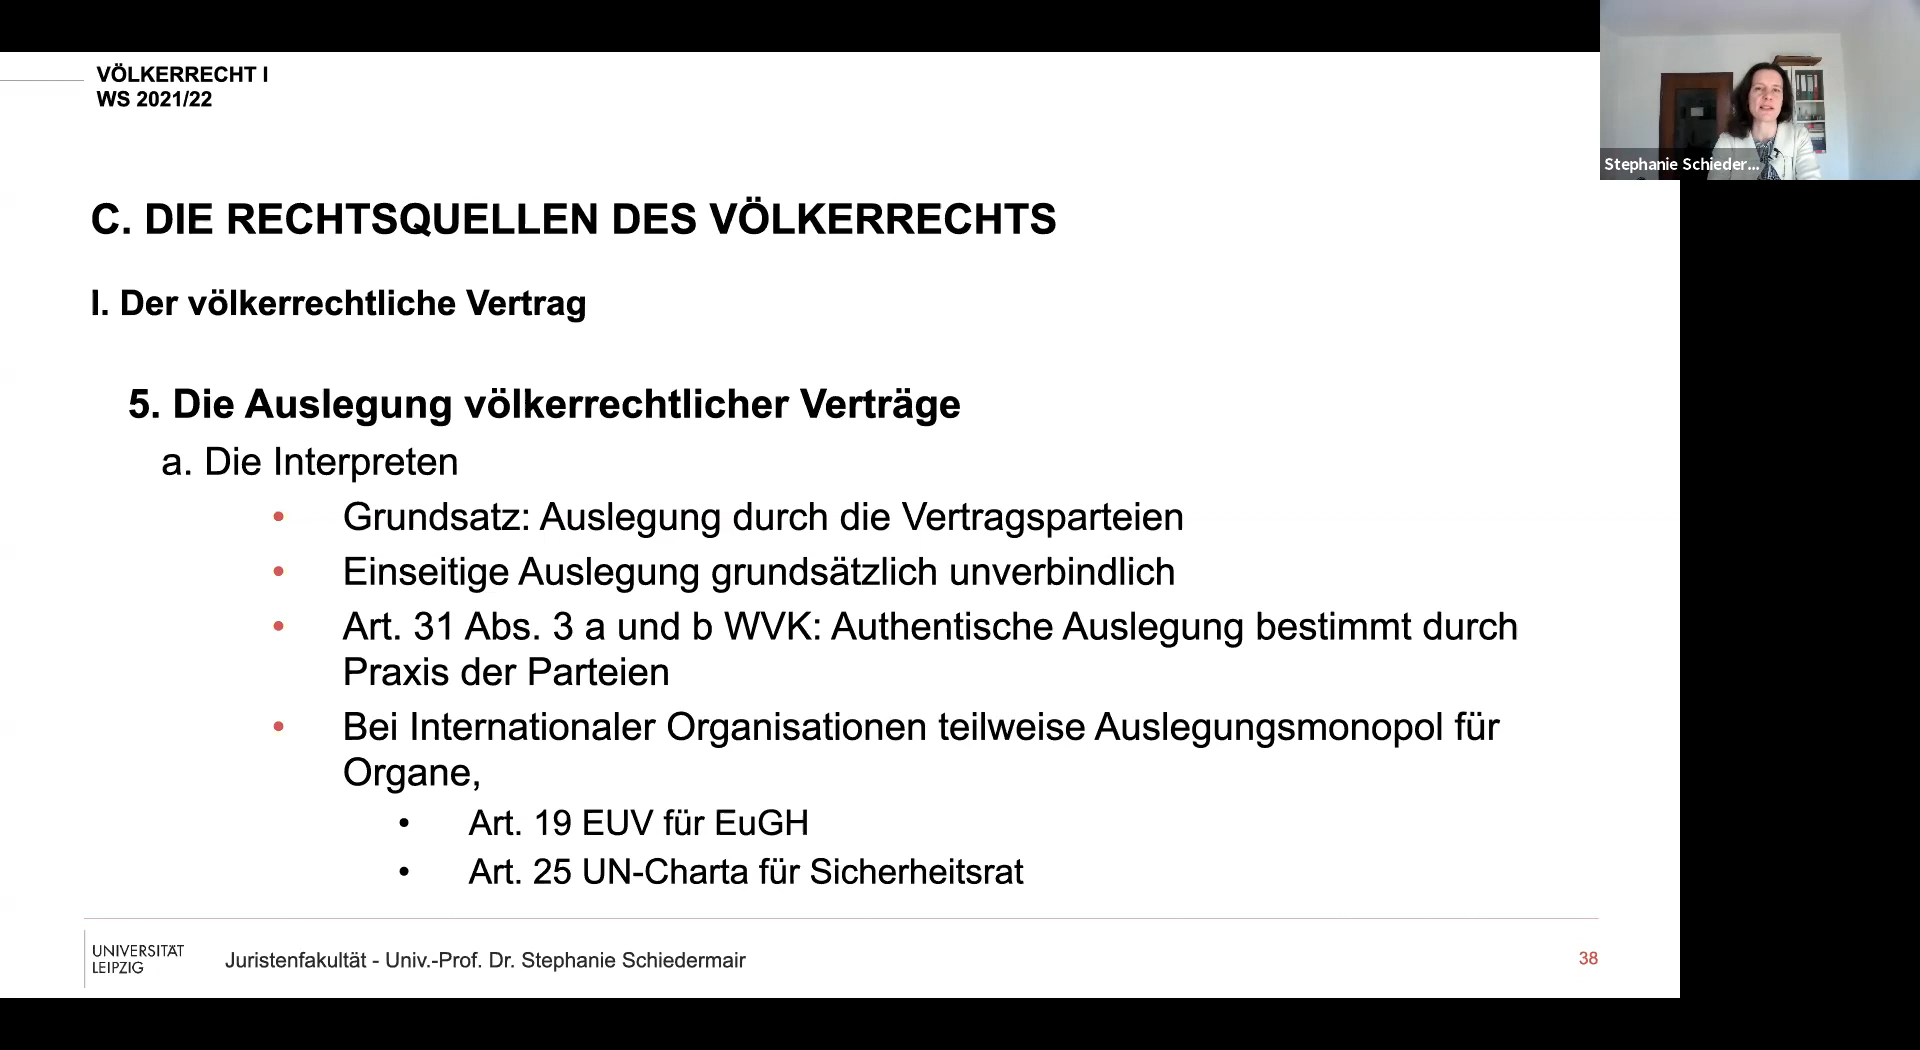 VÖLKERRECHT I
WS 2021/22
Stephanie Schieder...
C. DIE RECHTSQUELLEN DES VÖLKERRECHTS
I. Der völkerrechtliche Vertrag
5. Die Auslegung völkerrechtlicher Verträge
a. Die Interpreten
• Grundsatz: Auslegung durch die Vertragsparteien
• Einseitige Auslegung grundsätzlich unverbindlich
• Art. 31 Abs. 3 a und b WVK: Authentische Auslegung bestimmt durch
Praxis der Parteien
• Bei Internationaler Organisationen teilweise Auslegungsmonopol für
Organe,
• Art. 19 EUV für EuGH
• Art. 25 UN-Charta für Sicherheitsrat
UNIVERSITÄT
LEIPZIG
Juristenfakultät - Univ.-Prof. Dr. Stephanie Schiedermair
38